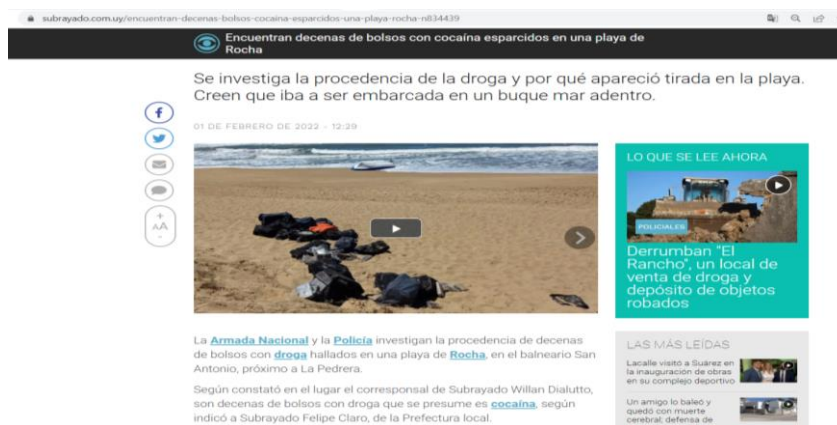 subrayado.com.uy/encuentran-decenas-bolsos-cocaina-esparcidos-una-playa-rocha-n834439
Encuentran decenas de bolsos con cocaína esparcidos en una playa de
Rocha
Se investiga la procedencia de la droga y por qué apareció tirada en la playa.
Creen que iba a ser embarcada en un buque mar adentro.
01 DE FEBRERO DE 2022 - 12:29
+
AA
-
LO QUE SE LEE AHORA
POLICIALES
Derrumban "El
Rancho", un local de
venta de droga y
depósito de objetos
robados
La Armada Nacional y la Policía investigan la procedencia de decenas
de bolsos con droga hallados en una playa de Rocha, en el balneario San
Antonio, próximo a La Pedrera.
Según constató en el lugar el corresponsal de Subrayado Willan Dialutto,
son decenas de bolsos con droga que se presume es cocaína, según
indicó a Subrayado Felipe Claro, de la Prefectura local.
LAS MÁS LEÍDAS
Lacalle visitó a Suárez en
la inauguración de obras
en su complejo deportivo
Un amigo lo baleó y
quedó con muerte
cerebral; defensa de